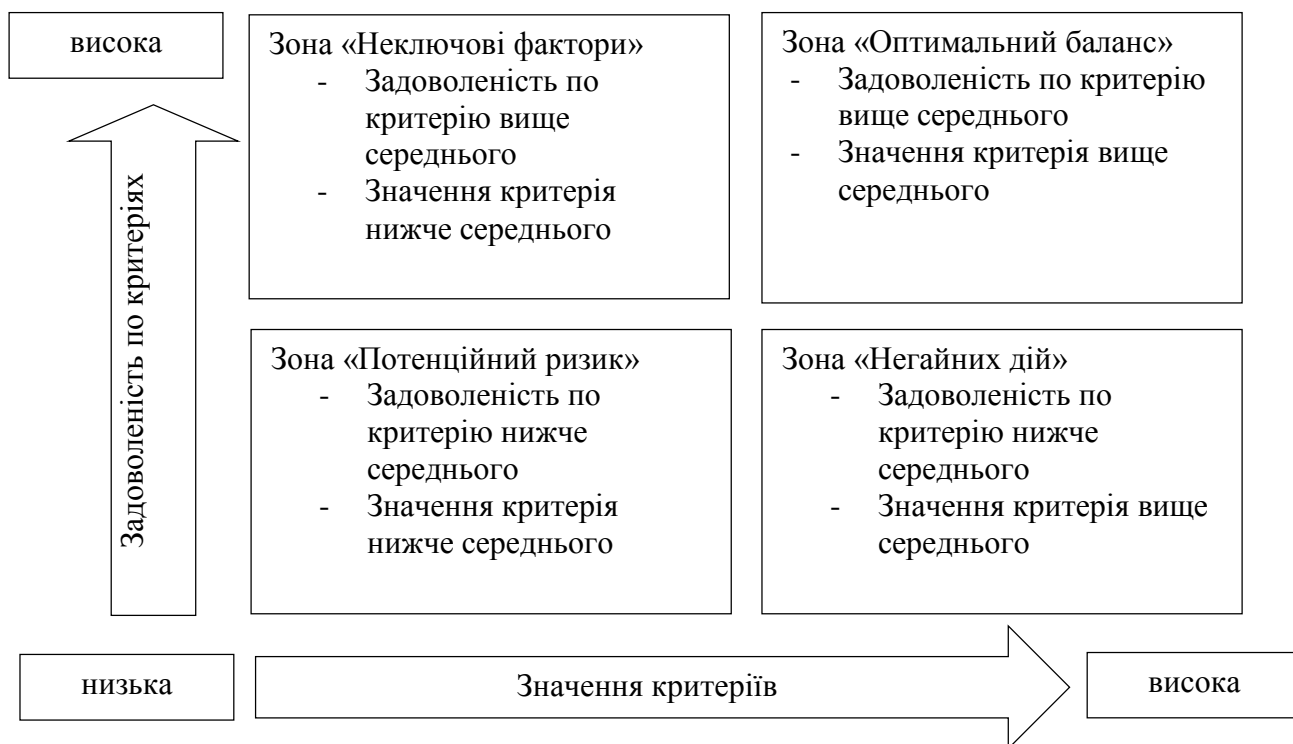 висока
Зона «Неключові фактори»
- Задоволеність по
критерію вище
середнього
- Значення критерія
нижче середнього
Зона «Оптимальний баланс»
- Задоволеність по критерію
вище середнього
- Значення критерія вище
середнього
Задоволеність по критеріях
Зона «Потенційний ризик»
- Задоволеність по
критерію нижче
середнього
- Значення критерія
нижче середнього
Зона «Негайних дій»
- Задоволеність по
критерію нижче
середнього
- Значення критерія вище
середнього
низька
Значення критеріїв
висока